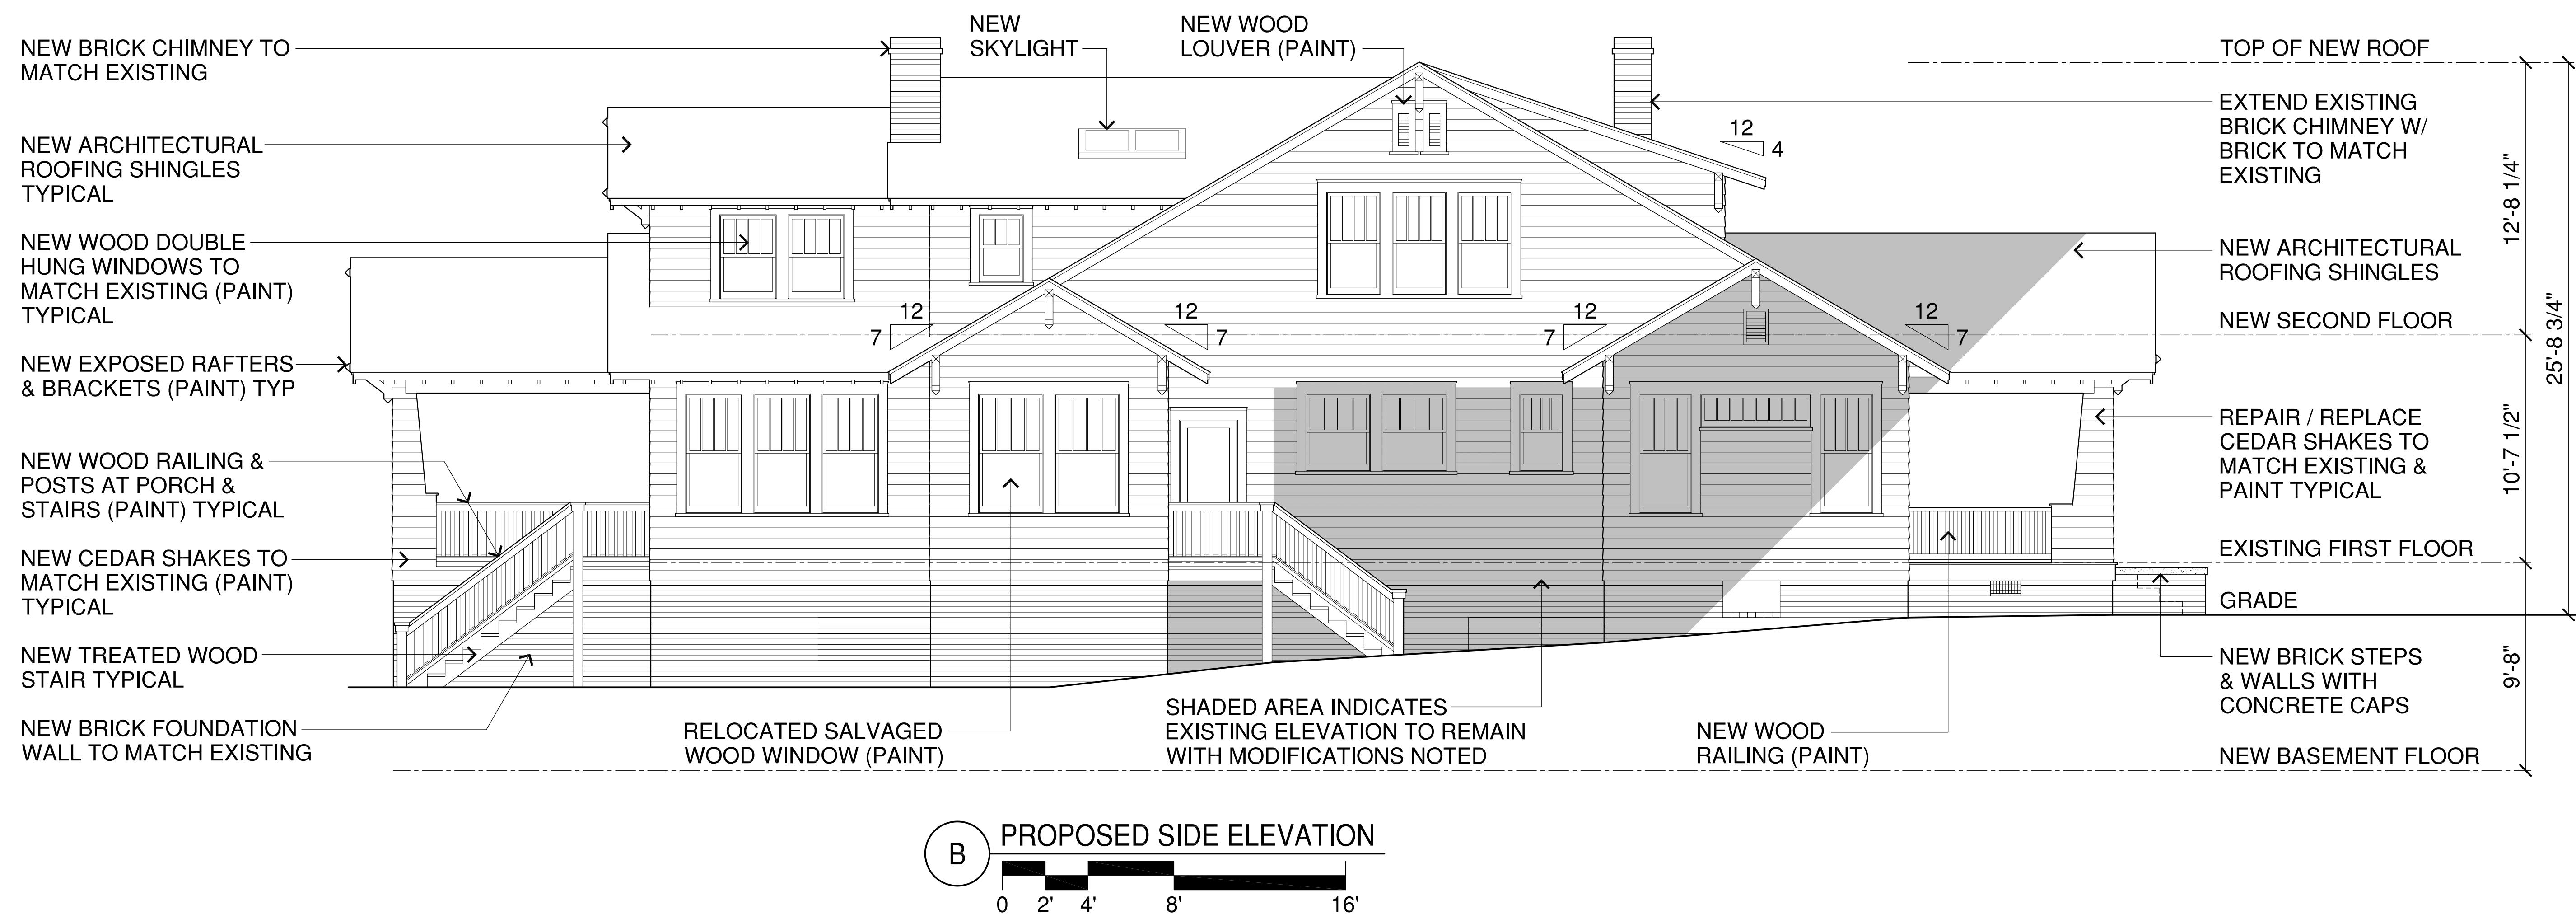 NEW BRICK CHIMNEY TO
MATCH EXISTING
NEW ARCHITECTURAL
ROOFING SHINGLES
TYPICAL
NEW WOOD DOUBLE
HUNG WINDOWS TO
MATCH EXISTING (PAINT)
TYPICAL
NEW EXPOSED RAFTERS
& BRACKETS (PAINT) TYP
NEW WOOD RAILING &
POSTS AT PORCH &
STAIRS (PAINT) TYPICAL
NEW CEDAR SHAKES TO
MATCH EXISTING (PAINT)
TYPICAL
NEW TREATED WOOD
STAIR TYPICAL
NEW BRICK FOUNDATION
WALL TO MATCH EXISTING
NEW
SKYLIGHT
NEW WOOD
LOUVER (PAINT)
12
4
12
7
12
7
12
7
12
7
RELOCATED SALVAGED
WOOD WINDOW (PAINT)
SHADED AREA INDICATES
EXISTING ELEVATION TO REMAIN
WITH MODIFICATIONS NOTED
NEW WOOD
RAILING (PAINT)
TOP OF NEW ROOF
EXTEND EXISTING
BRICK CHIMNEY W/
BRICK TO MATCH
EXISTING
NEW ARCHITECTURAL
ROOFING SHINGLES
NEW SECOND FLOOR
REPAIR / REPLACE
CEDAR SHAKES TO
MATCH EXISTING &
PAINT TYPICAL
EXISTING FIRST FLOOR
GRADE
NEW BRICK STEPS
& WALLS WITH
CONCRETE CAPS
NEW BASEMENT FLOOR
12'-8 1/4"
10'-7 1/2"
9'-8"
25'-8 3/4"
B
PROPOSED SIDE ELEVATION
0 2' 4' 8' 16'